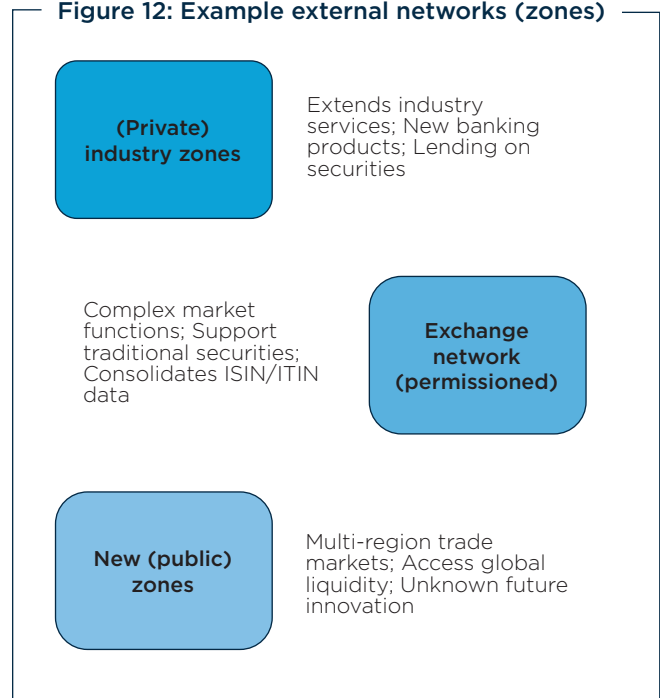 Figure 12: Example external networks (zones)
(Private)
industry zones
Extends industry
services; New banking
products; Lending on
securities
Complex market
functions; Support
traditional securities;
Consolidates ISIN/ITIN
data
Exchange
network
(permissioned)
New (public)
zones
Multi-region trade
markets; Access global
liquidity; Unknown future
innovation